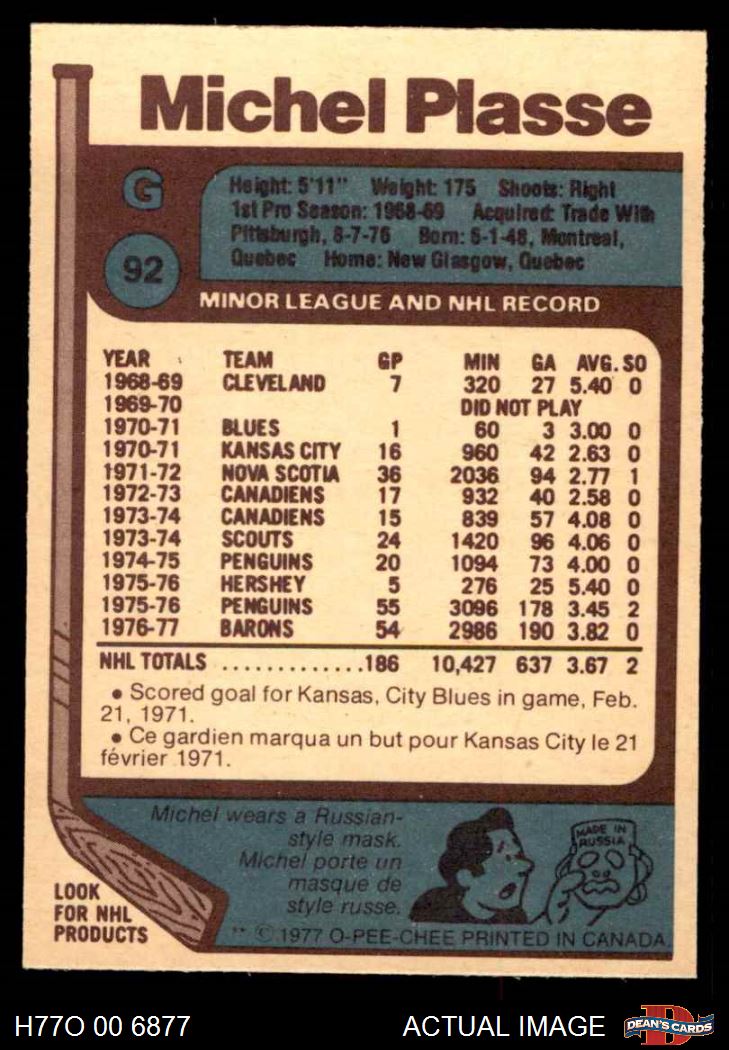 Michel Plasse
G
92
Height: 5'11" Weight: 175 Shoots: Right
1st Pro Season: 1968-69 Acquired: Trade With
Pittsburgh, 8-7-76 Born: 6-1-48, Montreal,
Quebec Home: New Glasgow, Quebec
MINOR LEAGUE AND NHL RECORD
YEAR TEAM GP MIN GA AVG. SO
1968-69 CLEVELAND 7 320 27 5.40 0
1969-70 DID NOT PLAY
1970-71 BLUES 1 60 3 3.00 0
1970-71 KANSAS CITY 16 960 42 2.63 0
1971-72 NOVA SCOTIA 36 2036 94 2.77 1
1972-73 CANADIENS 17 932 40 2.58 0
1973-74 CANADIENS 15 839 57 4.08 0
1973-74 SCOUTS 24 1420 96 4.06 0
1974-75 PENGUINS 20 1094 73 4.00 0
1975-76 HERSHEY 5 276 25 5.40 0
1975-76 PENGUINS 55 3096 178 3.45 2
1976-77 BARONS 54 2986 190 3.82 0
NHL TOTALS .............186 10,427 637 3.67 2
• Scored goal for Kansas, City Blues in game, Feb.
21, 1971.
• Ce gardien marqua un but pour Kansas City le 21
février 1971.
Michel wears a Russian-
style mask.
Michel porte un
masque de
style russe.
MADE IN
RUSSIA
LOOK
FOR NHL
PRODUCTS
** © 1977 O-PEE-CHEE PRINTED IN CANADA.
H77O 00 6877
ACTUAL IMAGE
D
DEAN'S CARDS